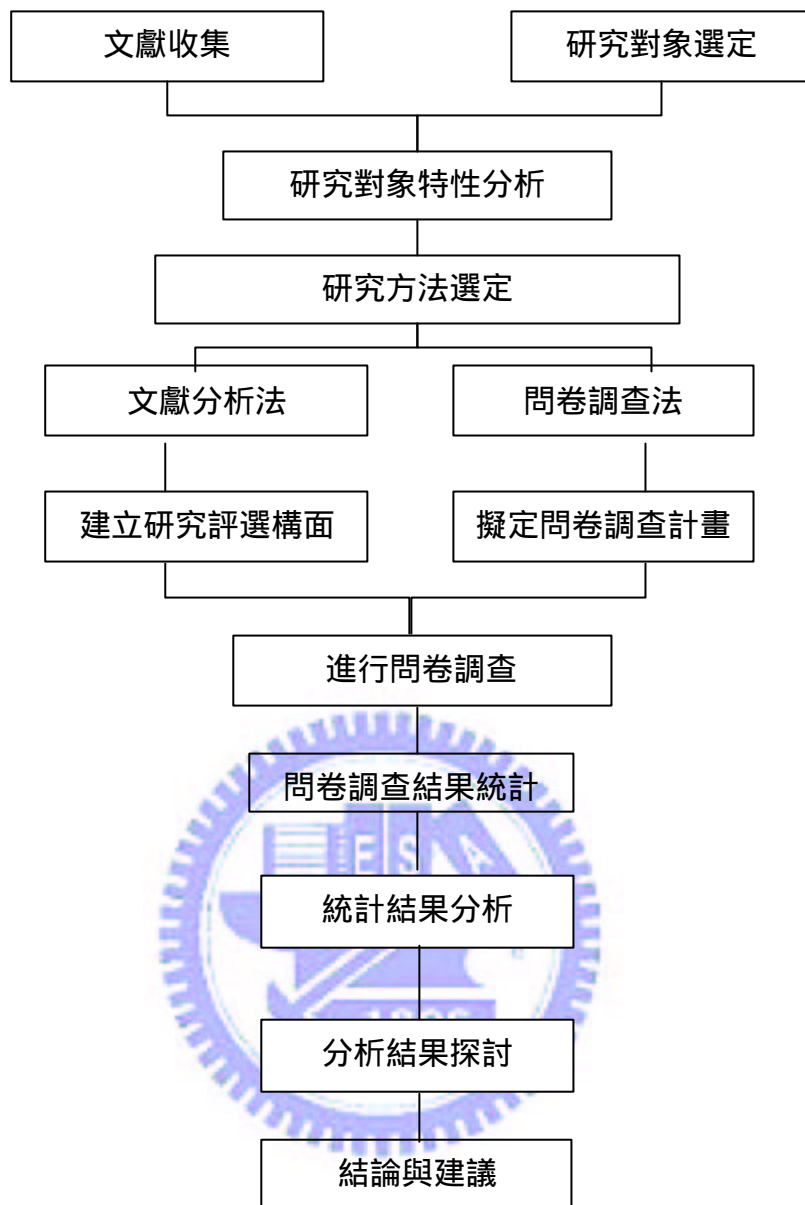 文獻收集
研究對象選定
研究對象特性分析
研究方法選定
文獻分析法
問卷調查法
建立研究評選構面
擬定問卷調查計畫
進行問卷調查
問卷調查結果統計
E S A
統計結果分析
分析結果探討
結論與建議